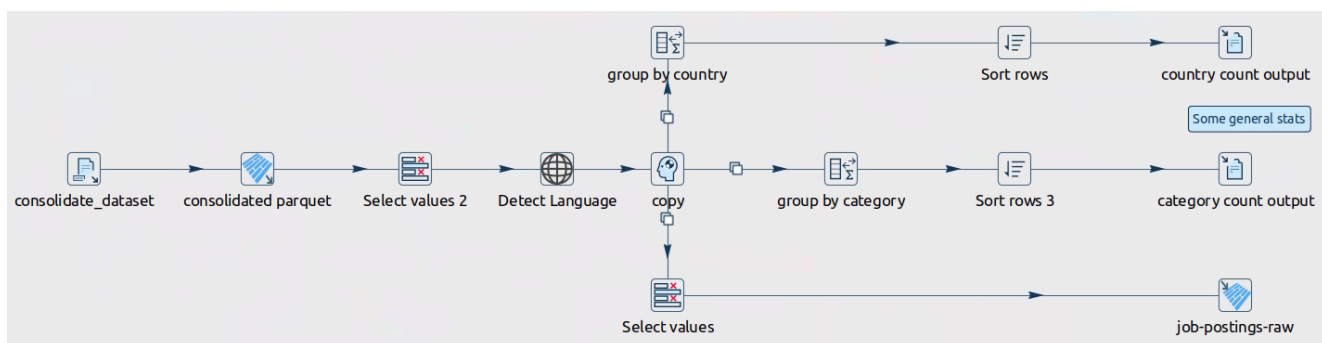 group by country
Sort rows
country count output
Some general stats
consolidate_dataset
consolidated parquet
Select values 2
Detect Language
copy
group by category
Sort rows 3
category count output
Select values
job-postings-raw